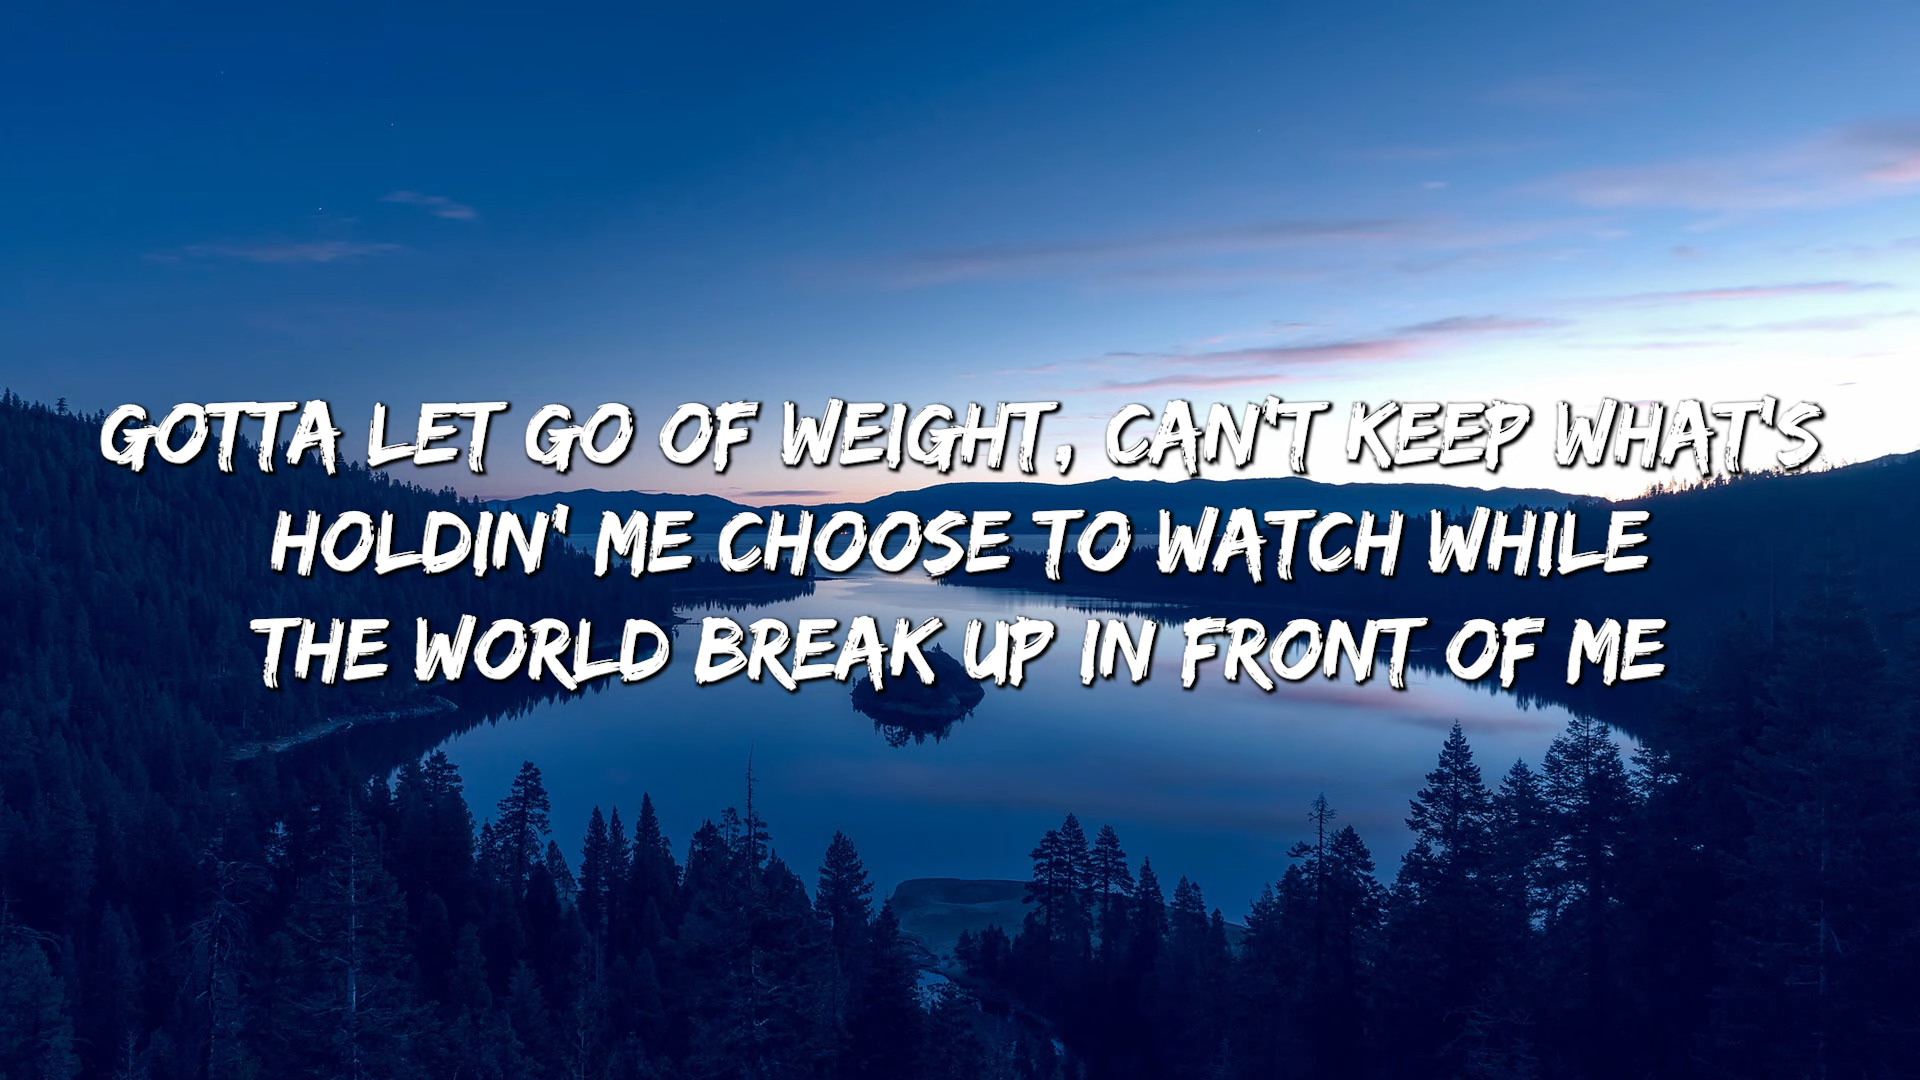 GOTTA LET GO OF WEIGHT, CAN'T KEEP WHAT'S
HOLDIN' ME CHOOSE TO WATCH WHILE
THE WORLD BREAK UP IN FRONT OF ME